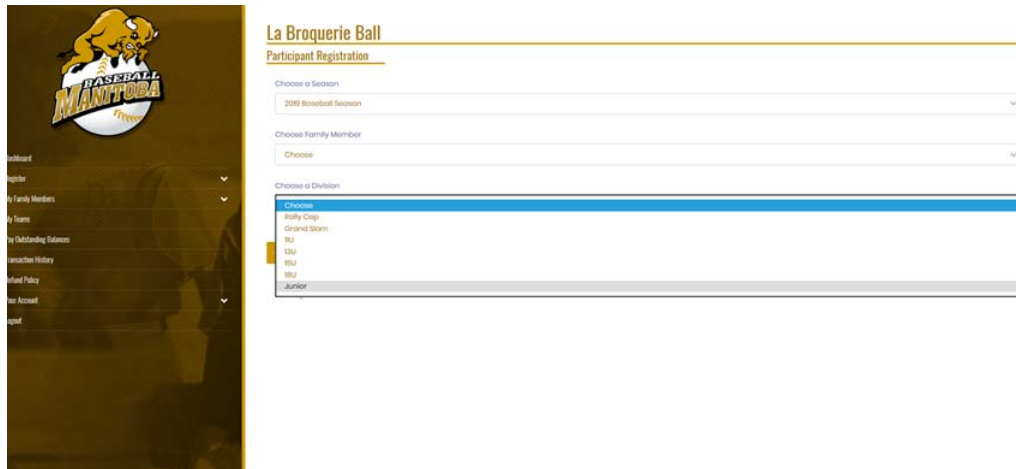 BASEBALL
MANITOBA
Dashboard
Register
My Family Members
My Teams
Pay Outstanding Balances
Transaction History
Refund Policy
Your Account
Logout
La Broquerie Ball
Participant Registration
Choose a Season
2019 Baseball Season
Choose Family Member
Choose
Choose a Division
Choose
Rally Cap
Grand Slam
11U
13U
15U
18U
Junior